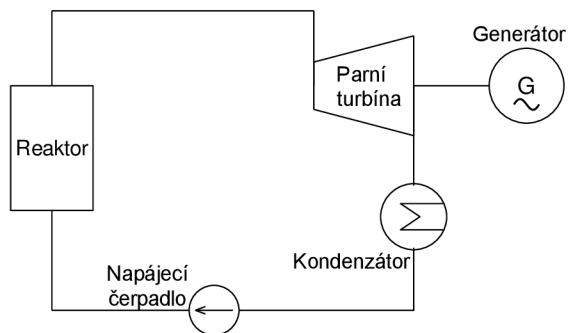 Generátor
G
Parní
turbína
Reaktor
Kondenzátor
Napájecí
čerpadlo